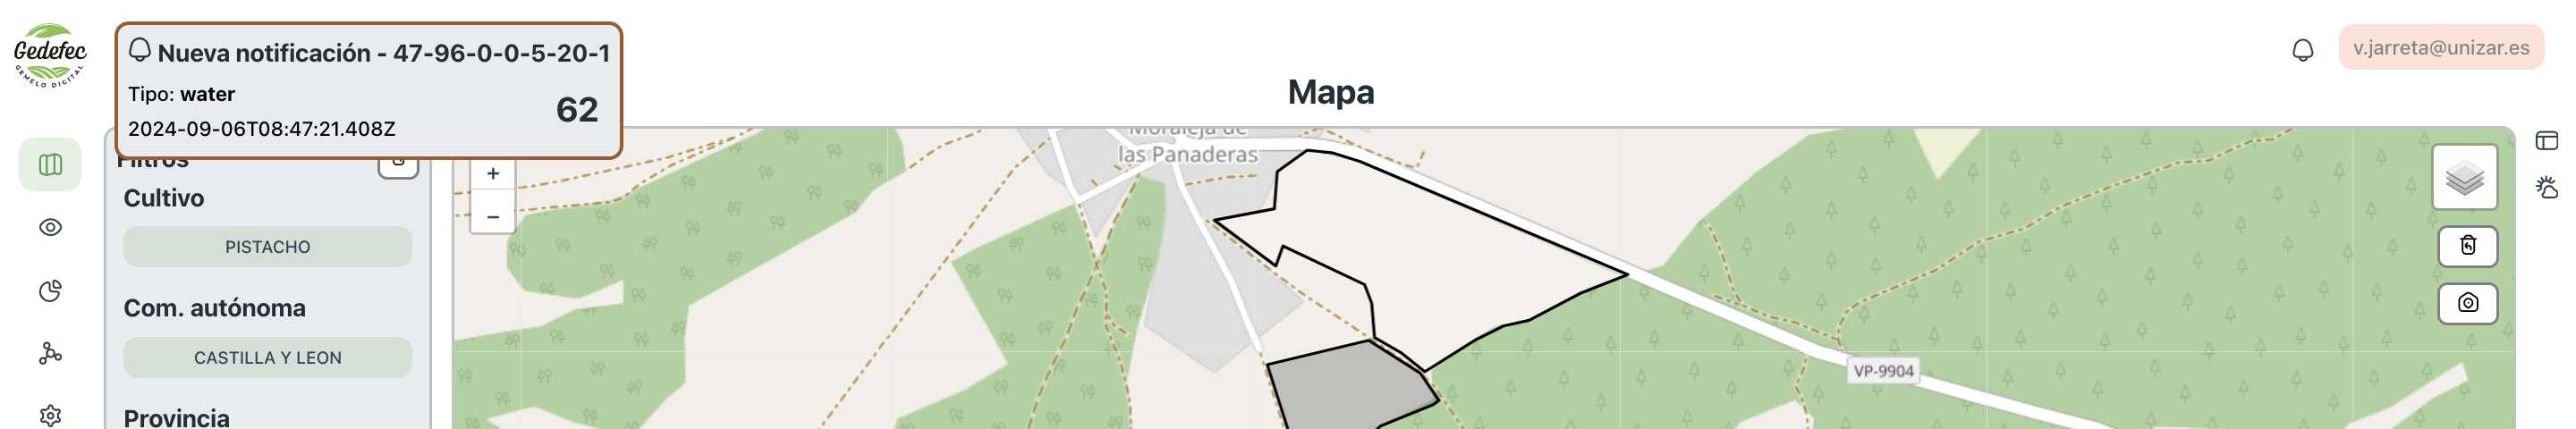 Gedefec
GEMELO DIGITAL
Nueva notificación - 47-96-0-0-5-20-1
Tipo: water
62
2024-09-06T08:47:21.408Z
v.jarreta@unizar.es
Mapa
Filtros
Cultivo
PISTACHO
Com. autónoma
CASTILLA Y LEON
Provincia
+
−
Moraleja de
las Panaderas
VP-9904